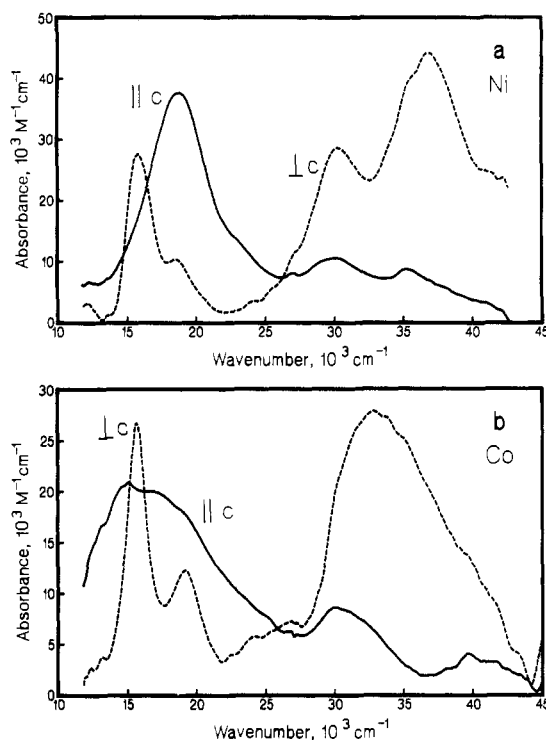 50
a
Ni
40
|| c
30
⊥c
20
10
0
Absorbance, 10³ M⁻¹cm⁻¹
10 15 20 25 30 35 40 45
Wavenumber, 10³ cm⁻¹
30
b
Co
⊥c
25
20
|| c
15
10
5
0
Absorbance, 10³ M⁻¹cm⁻¹
10 15 20 25 30 35 40 45
Wavenumber, 10³ cm⁻¹